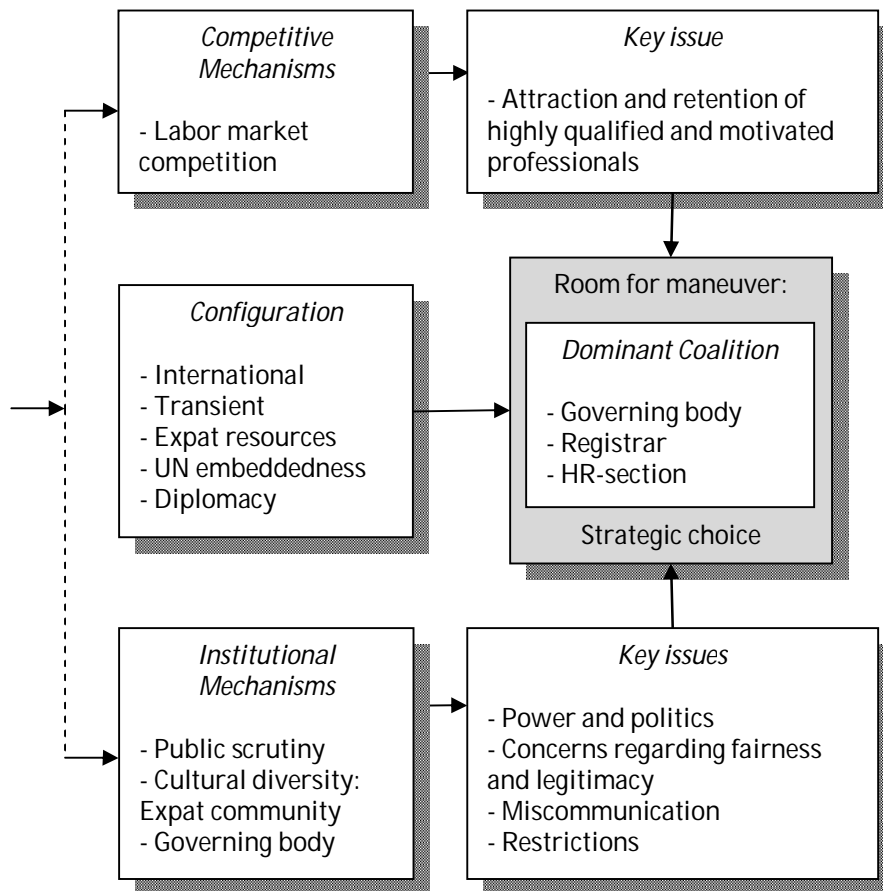 Competitive
Mechanisms
- Labor market
competition
Key issue
- Attraction and retention of
highly qualified and motivated
professionals
Configuration
- International
- Transient
- Expat resources
- UN embeddedness
- Diplomacy
Room for maneuver:
Dominant Coalition
- Governing body
- Registrar
- HR-section
Strategic choice
Institutional
Mechanisms
- Public scrutiny
- Cultural diversity:
Expat community
- Governing body
Key issues
- Power and politics
- Concerns regarding fairness
and legitimacy
- Miscommunication
- Restrictions